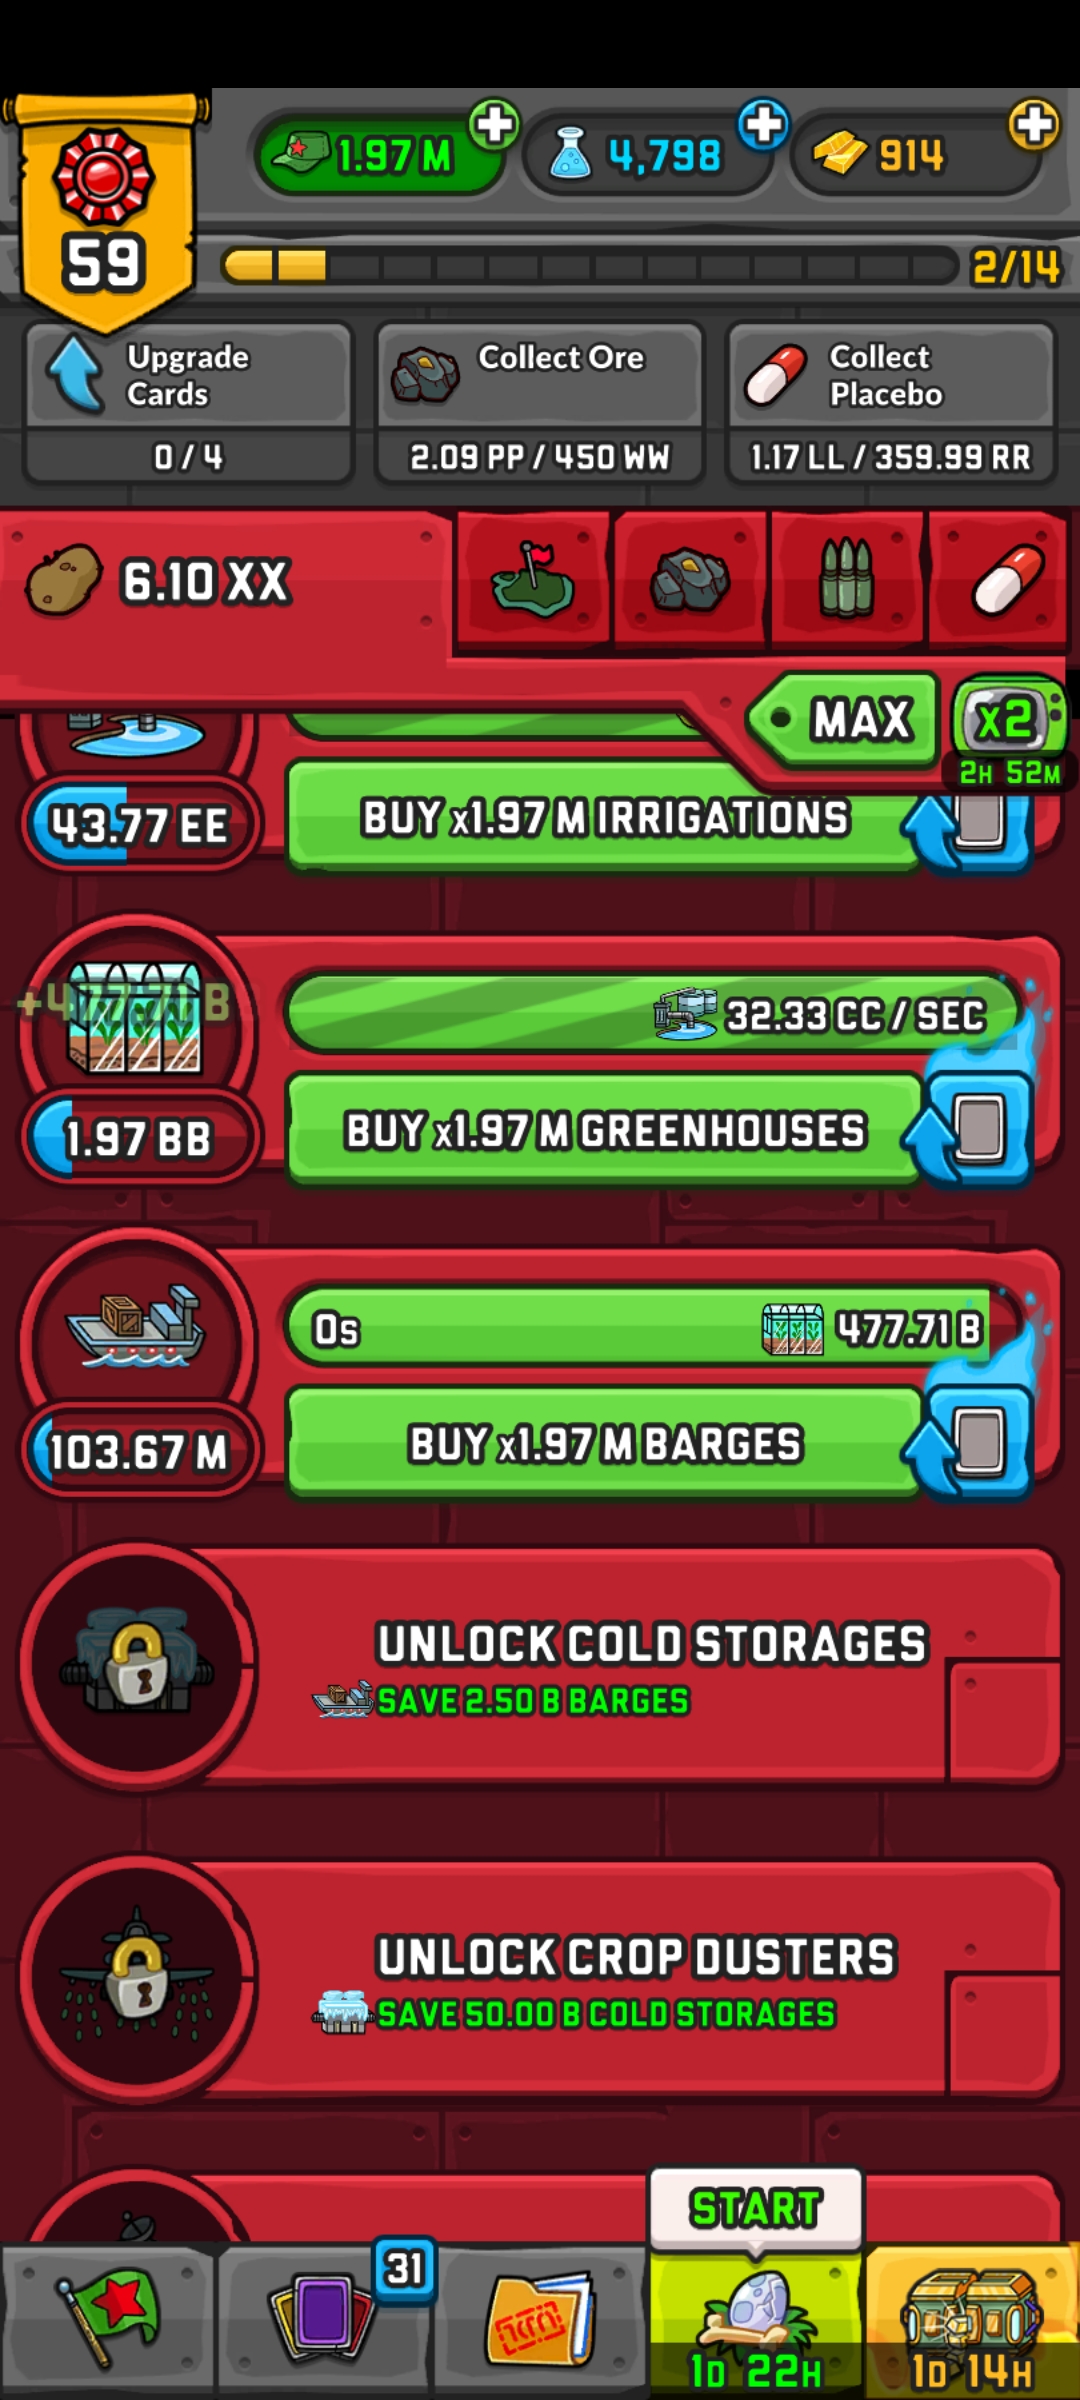 1.97 M
4,798
914
59
2/14
Upgrade
Cards
0 / 4
Collect Ore
2.09 PP / 450 WW
Collect
Placebo
1.17 LL / 359.99 RR
6.10 XX
MAX
x2
2H 52M
43.77 EE
BUY x1.97 M IRRIGATIONS
+477.71 B
32.33 CC / SEC
1.97 BB
BUY x1.97 M GREENHOUSES
0s
477.71 B
103.67 M
BUY x1.97 M BARGES
UNLOCK COLD STORAGES
SAVE 2.50 B BARGES
UNLOCK CROP DUSTERS
SAVE 50.00 B COLD STORAGES
START
31
1D 22H
1D 14H